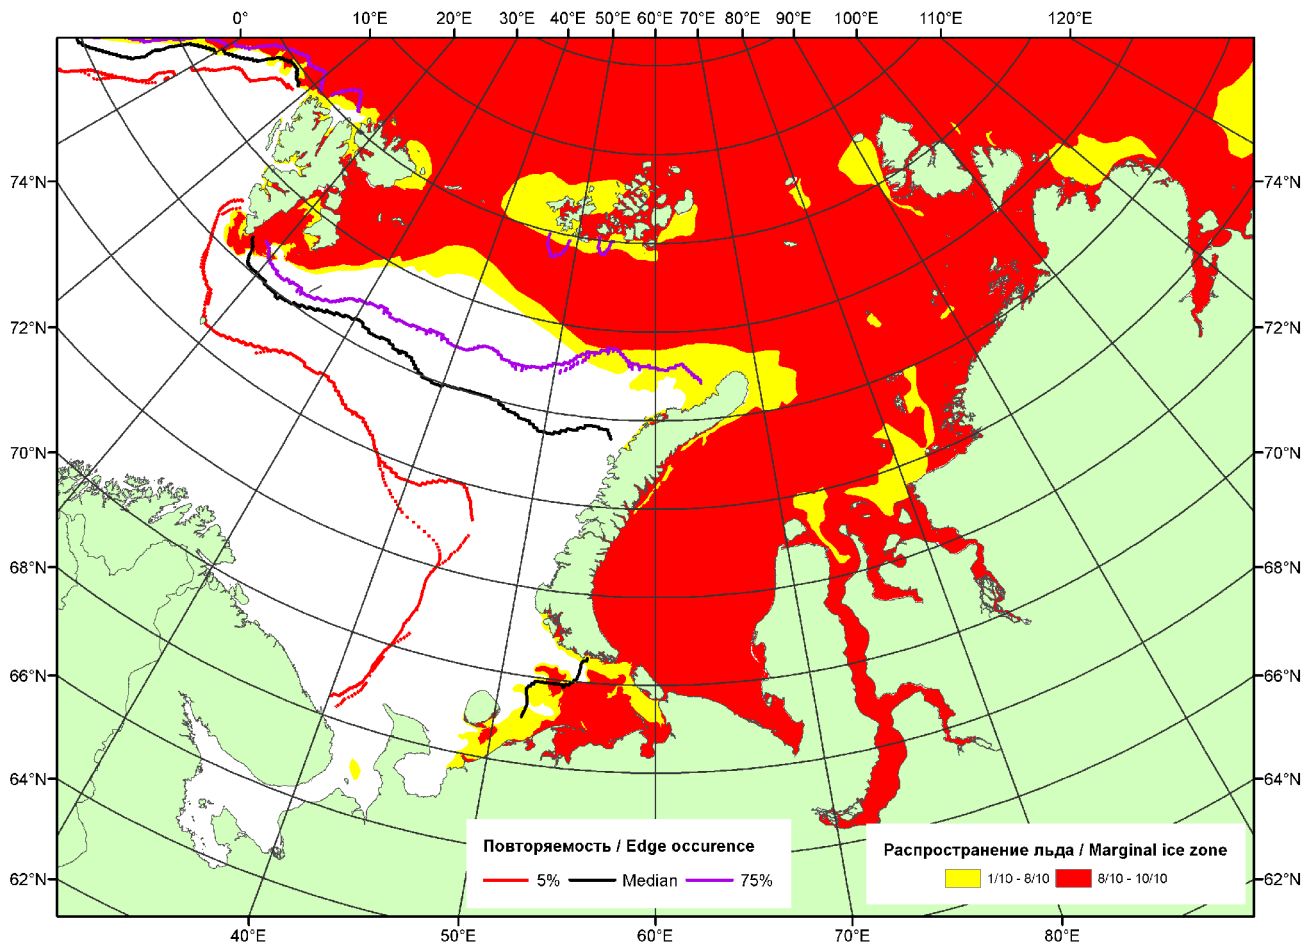 0° 10°E 20°E 30°E 40°E 50°E 60°E 70°E 80°E 90°E 100°E 110°E 120°E
74°N 74°N
72°N 72°N
70°N 70°N
68°N 68°N
66°N 66°N
64°N 64°N
62°N 62°N
Повторяемость / Edge occurence
5% Median 75%
Распространение льда / Marginal ice zone
1/10 - 8/10 8/10 - 10/10
40°E 50°E 60°E 70°E 80°E